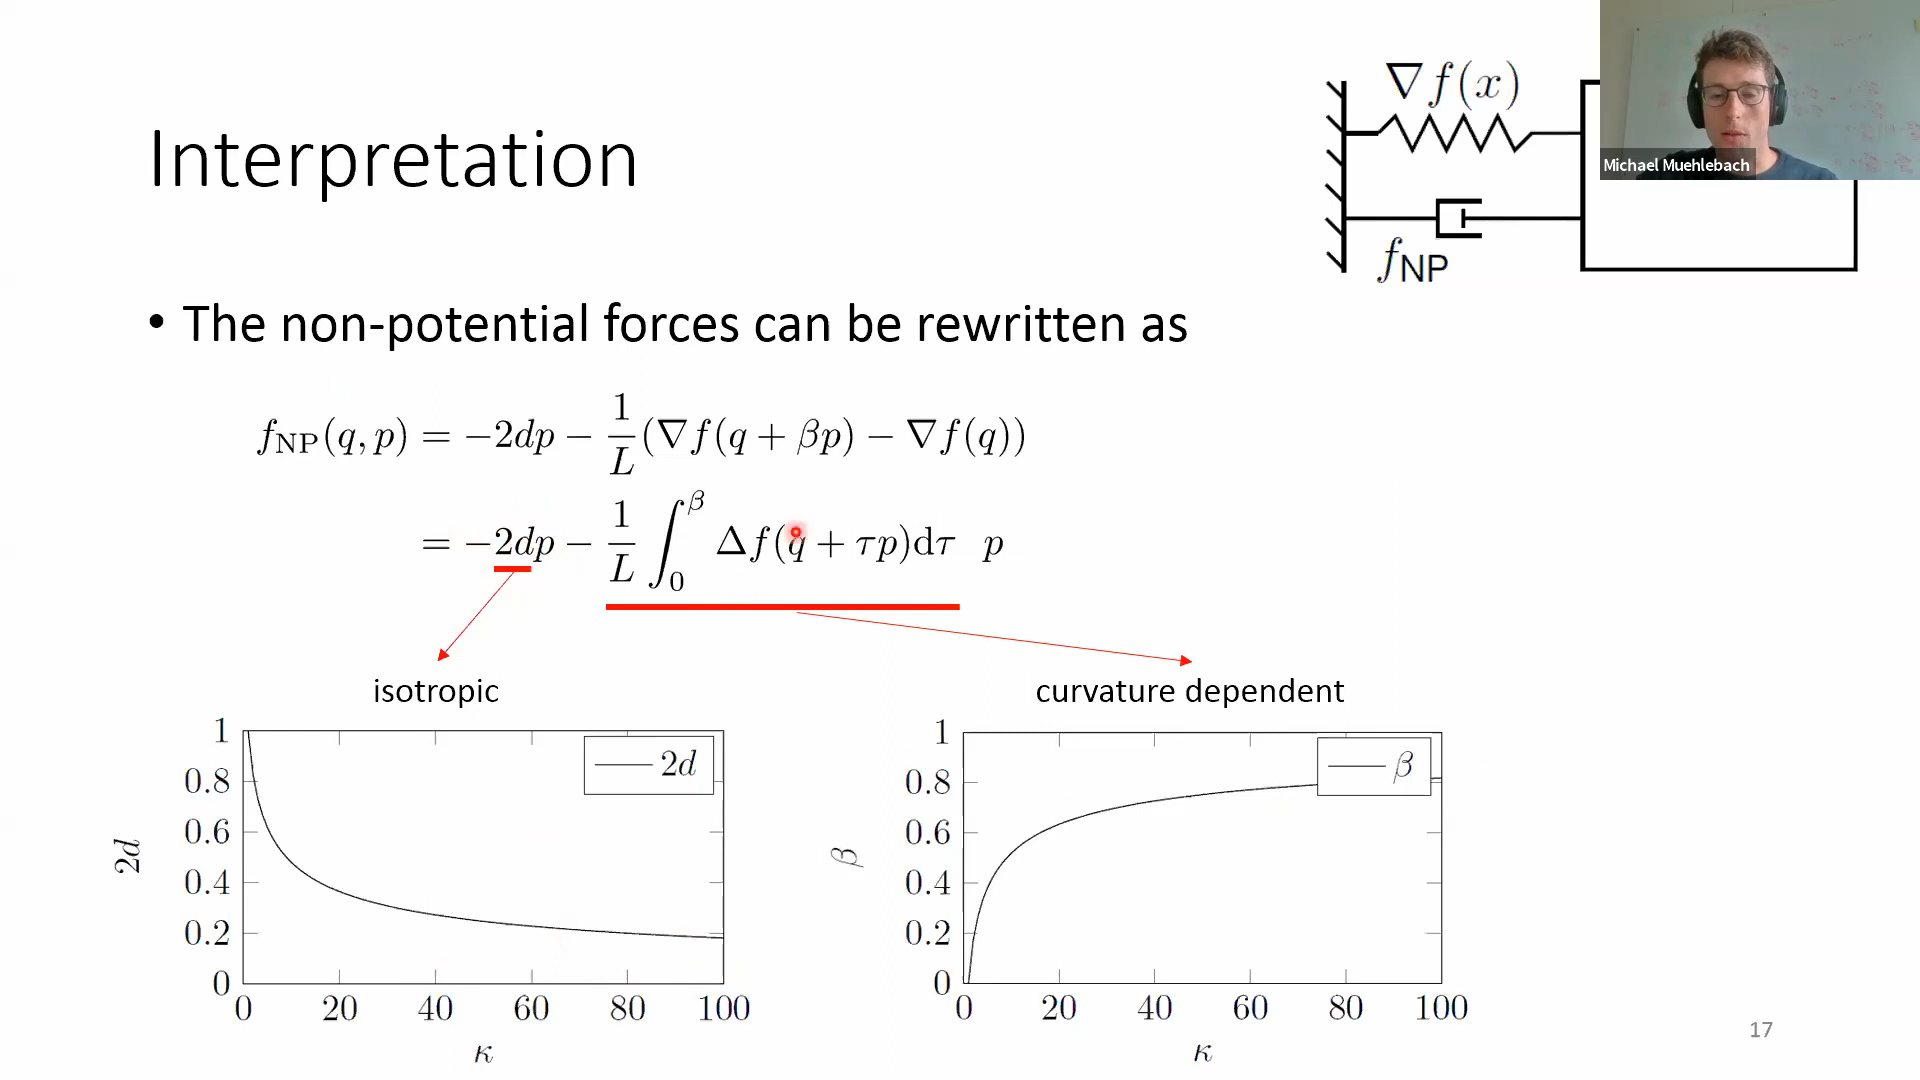 ∇f(x)
Michael Muehlebach
f_NP
Interpretation
• The non-potential forces can be rewritten as
f_NP(q, p) = −2dp − 1/L (∇f(q + βp) − ∇f(q))
= −2dp − 1/L ∫_0^β Δf(q + τp)dτ p
isotropic
curvature dependent
1
0.8
0.6
0.4
0.2
0
2d
2d
0 20 40 60 80 100
κ
1
0.8
0.6
0.4
0.2
0
β
β
0 20 40 60 80 100
κ
17